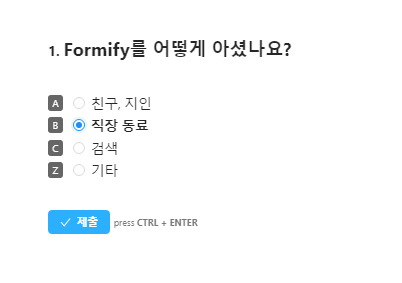 1. Formify를 어떻게 아셨나요?
A 친구, 지인
B 직장 동료
C 검색
Z 기타
제출 press CTRL + ENTER